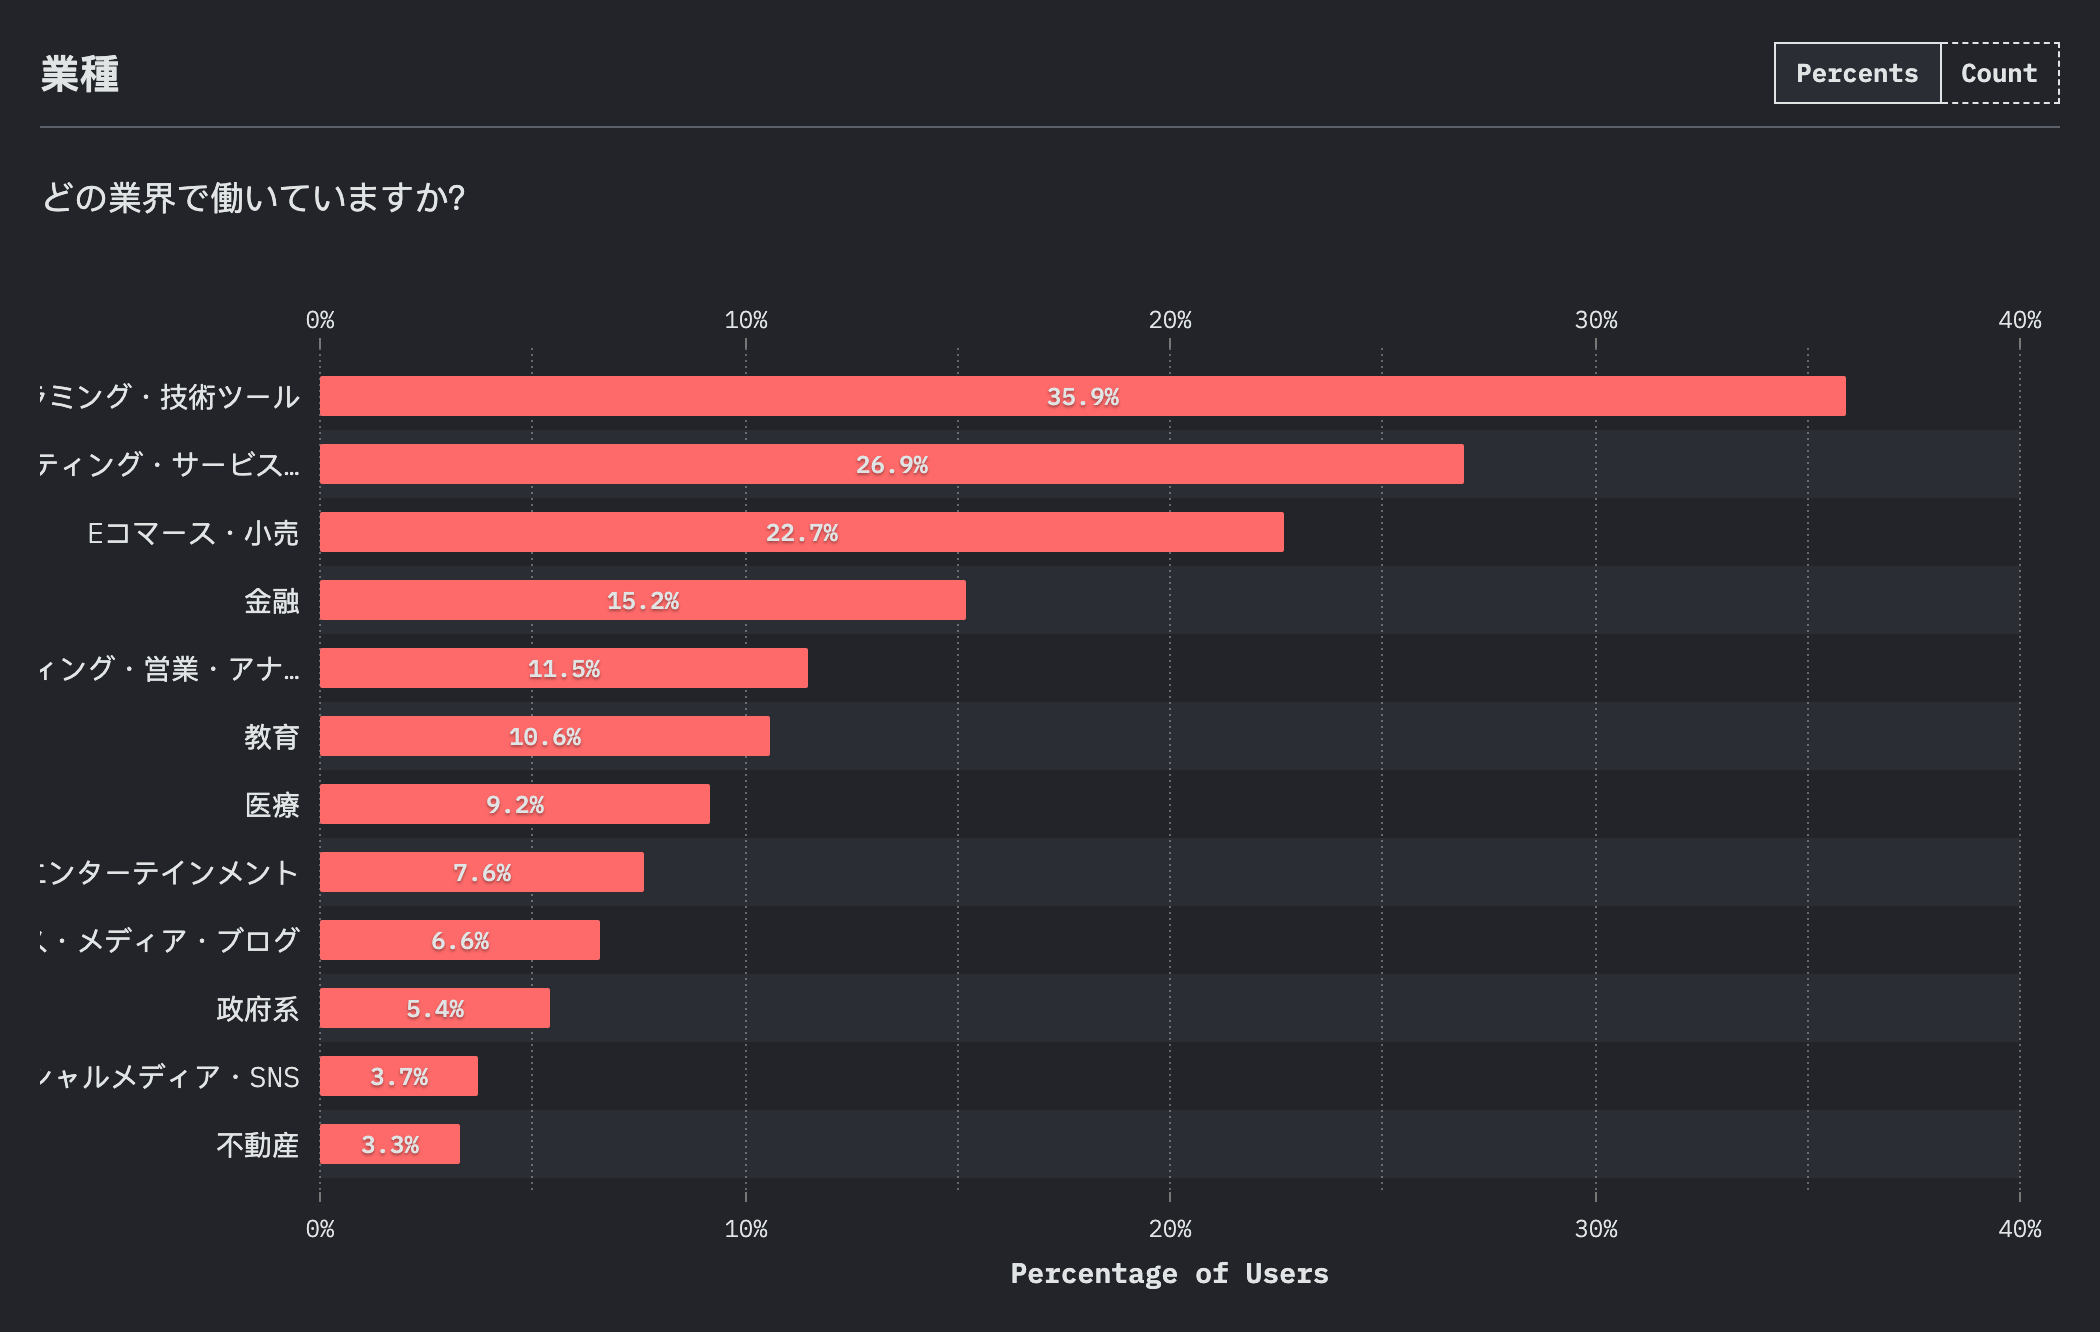 業種
Percents Count
どの業界で働いていますか?
0% 10% 20% 30% 40%
ラミング・技術ツール 35.9%
ティング・サービス… 26.9%
Eコマース・小売 22.7%
金融 15.2%
ィング・営業・アナ… 11.5%
教育 10.6%
医療 9.2%
エンターテインメント 7.6%
ス・メディア・ブログ 6.6%
政府系 5.4%
シャルメディア・SNS 3.7%
不動産 3.3%
0% 10% 20% 30% 40%
Percentage of Users